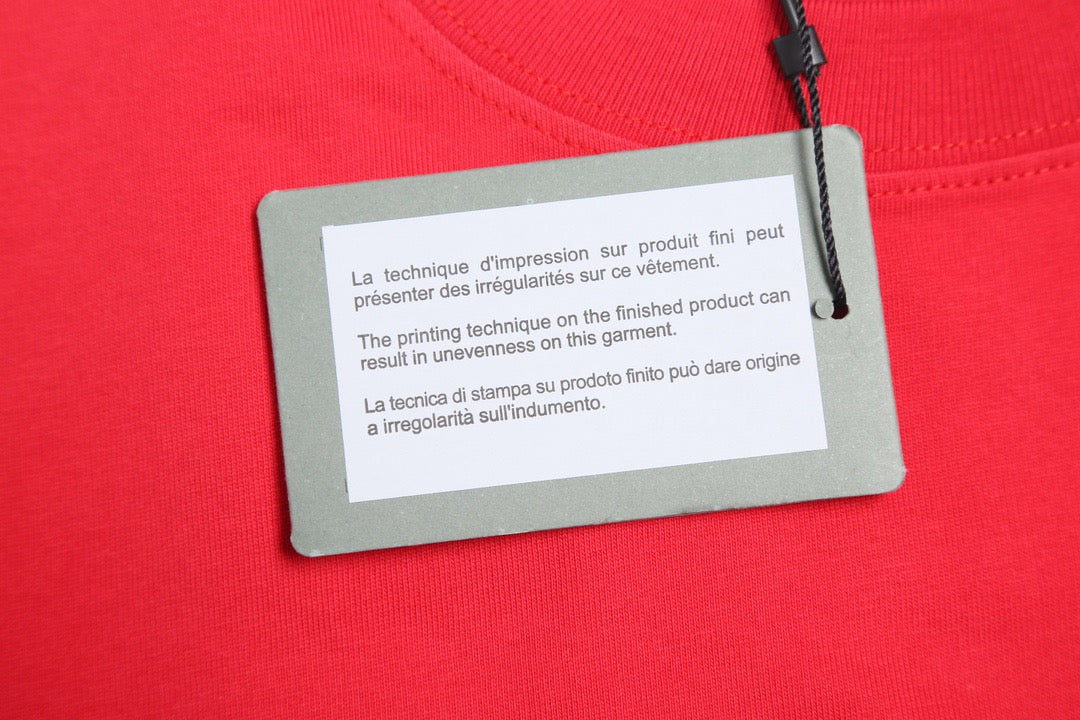 La technique d'impression sur produit fini peut
présenter des irrégularités sur ce vêtement.
The printing technique on the finished product can
result in unevenness on this garment.
La tecnica di stampa su prodoto finito può dare origine
a irregolarità sull'indumento.